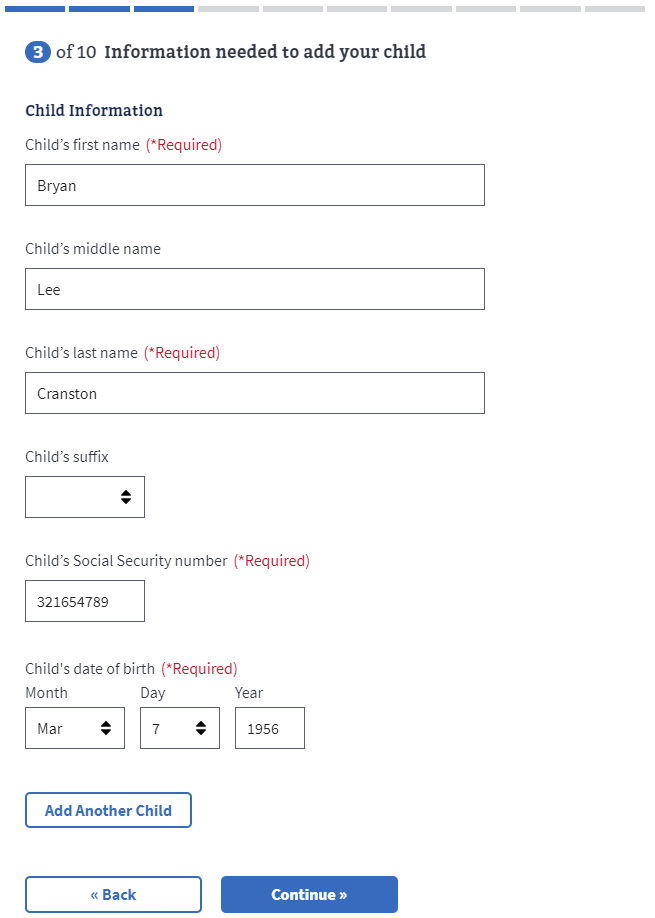 3 of 10 Information needed to add your child
Child Information
Child’s first name (*Required)
Bryan
Child’s middle name
Lee
Child’s last name (*Required)
Cranston
Child’s suffix
Child’s Social Security number (*Required)
321654789
Child's date of birth (*Required)
Month Day Year
Mar 7 1956
Add Another Child
« Back Continue »